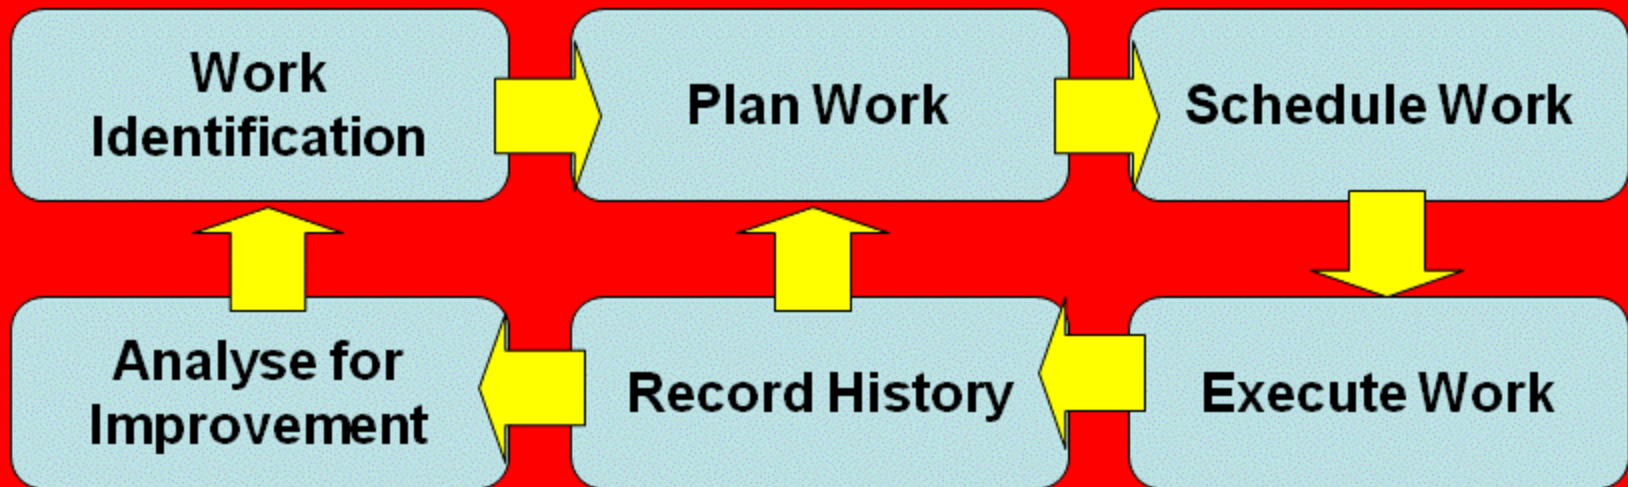 Work
Identification
Plan Work
Schedule Work
Analyse for
Improvement
Record History
Execute Work